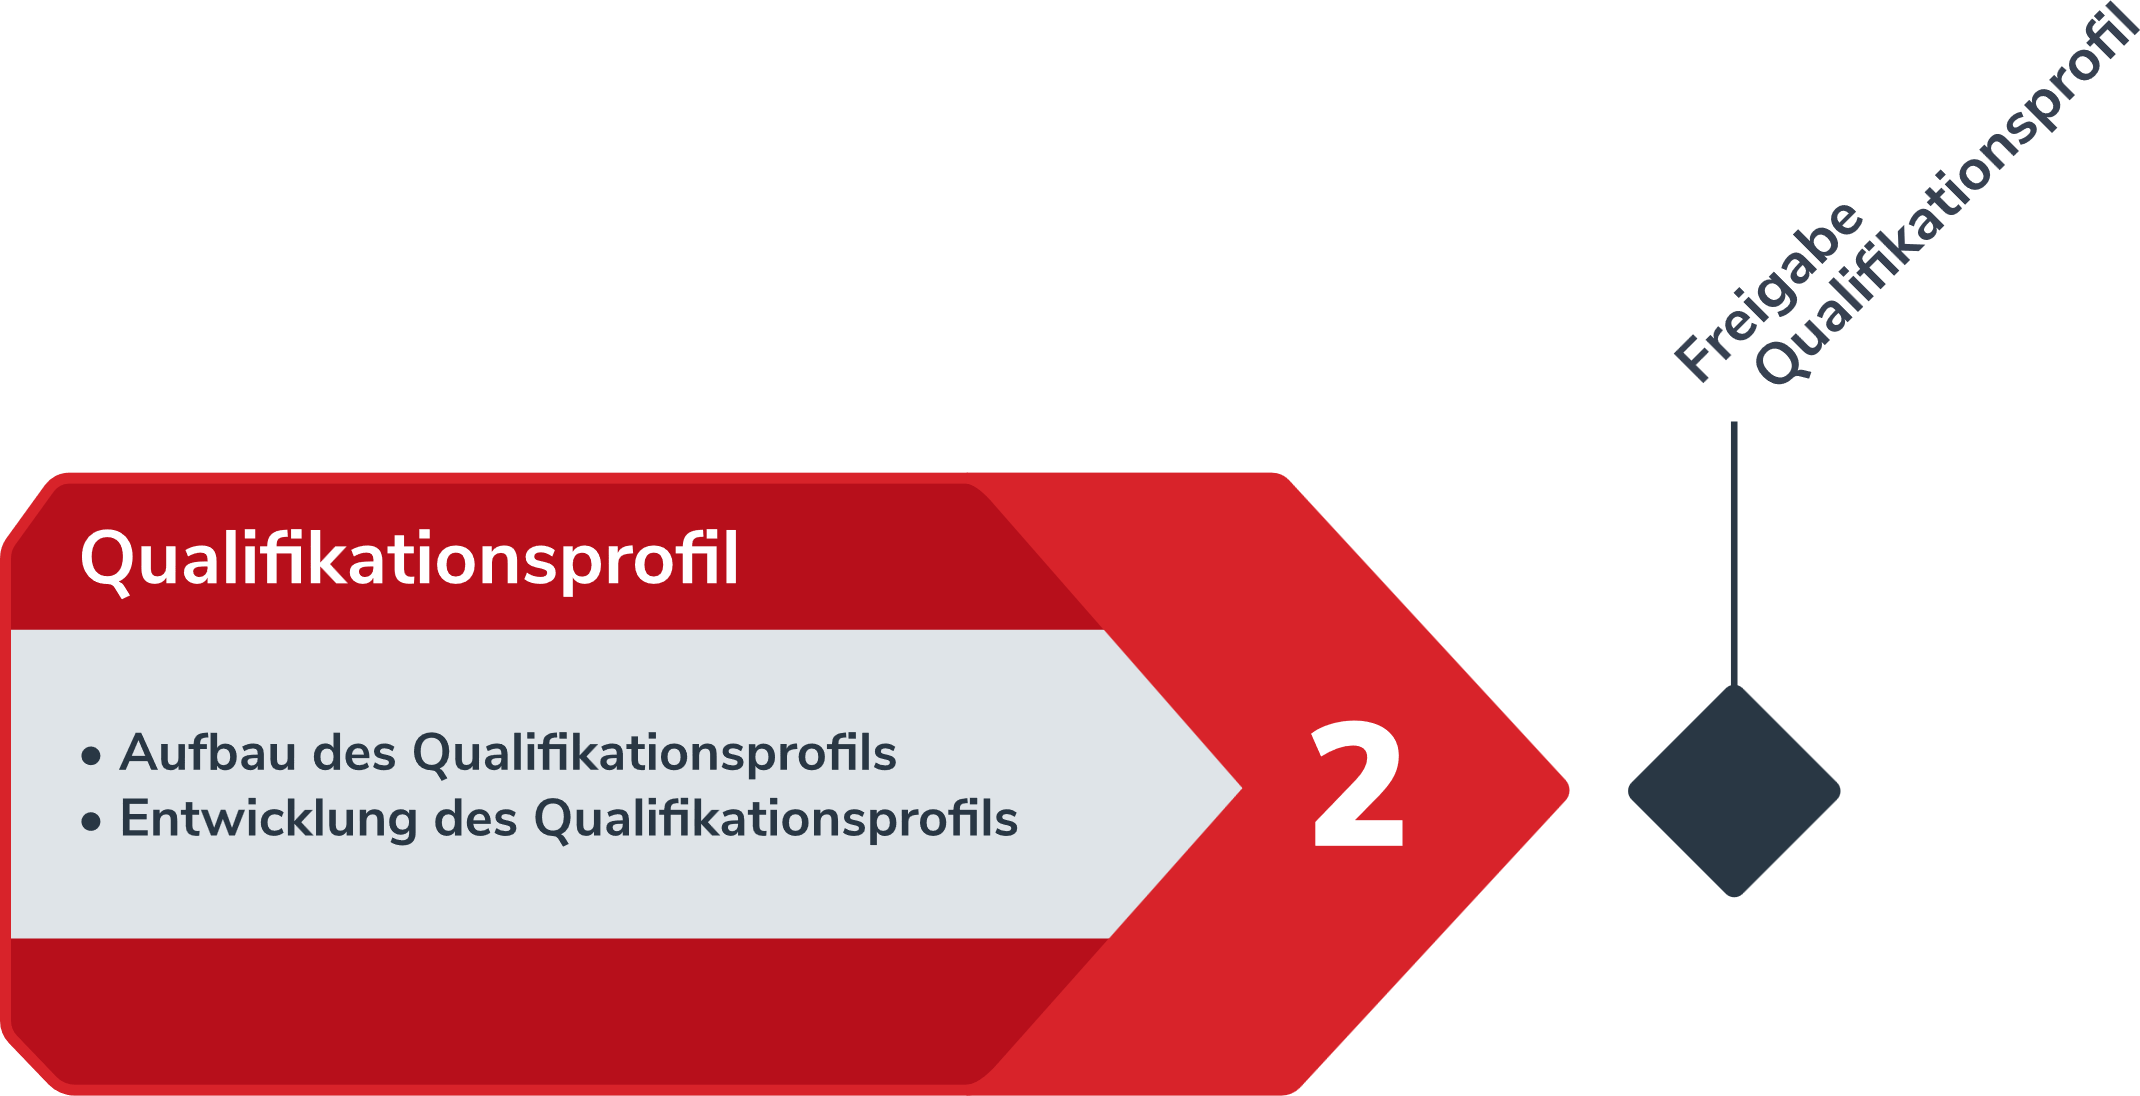 Freigabe
Qualifikationsprofil
Qualifikationsprofil
• Aufbau des Qualifikationsprofils
• Entwicklung des Qualifikationsprofils
2